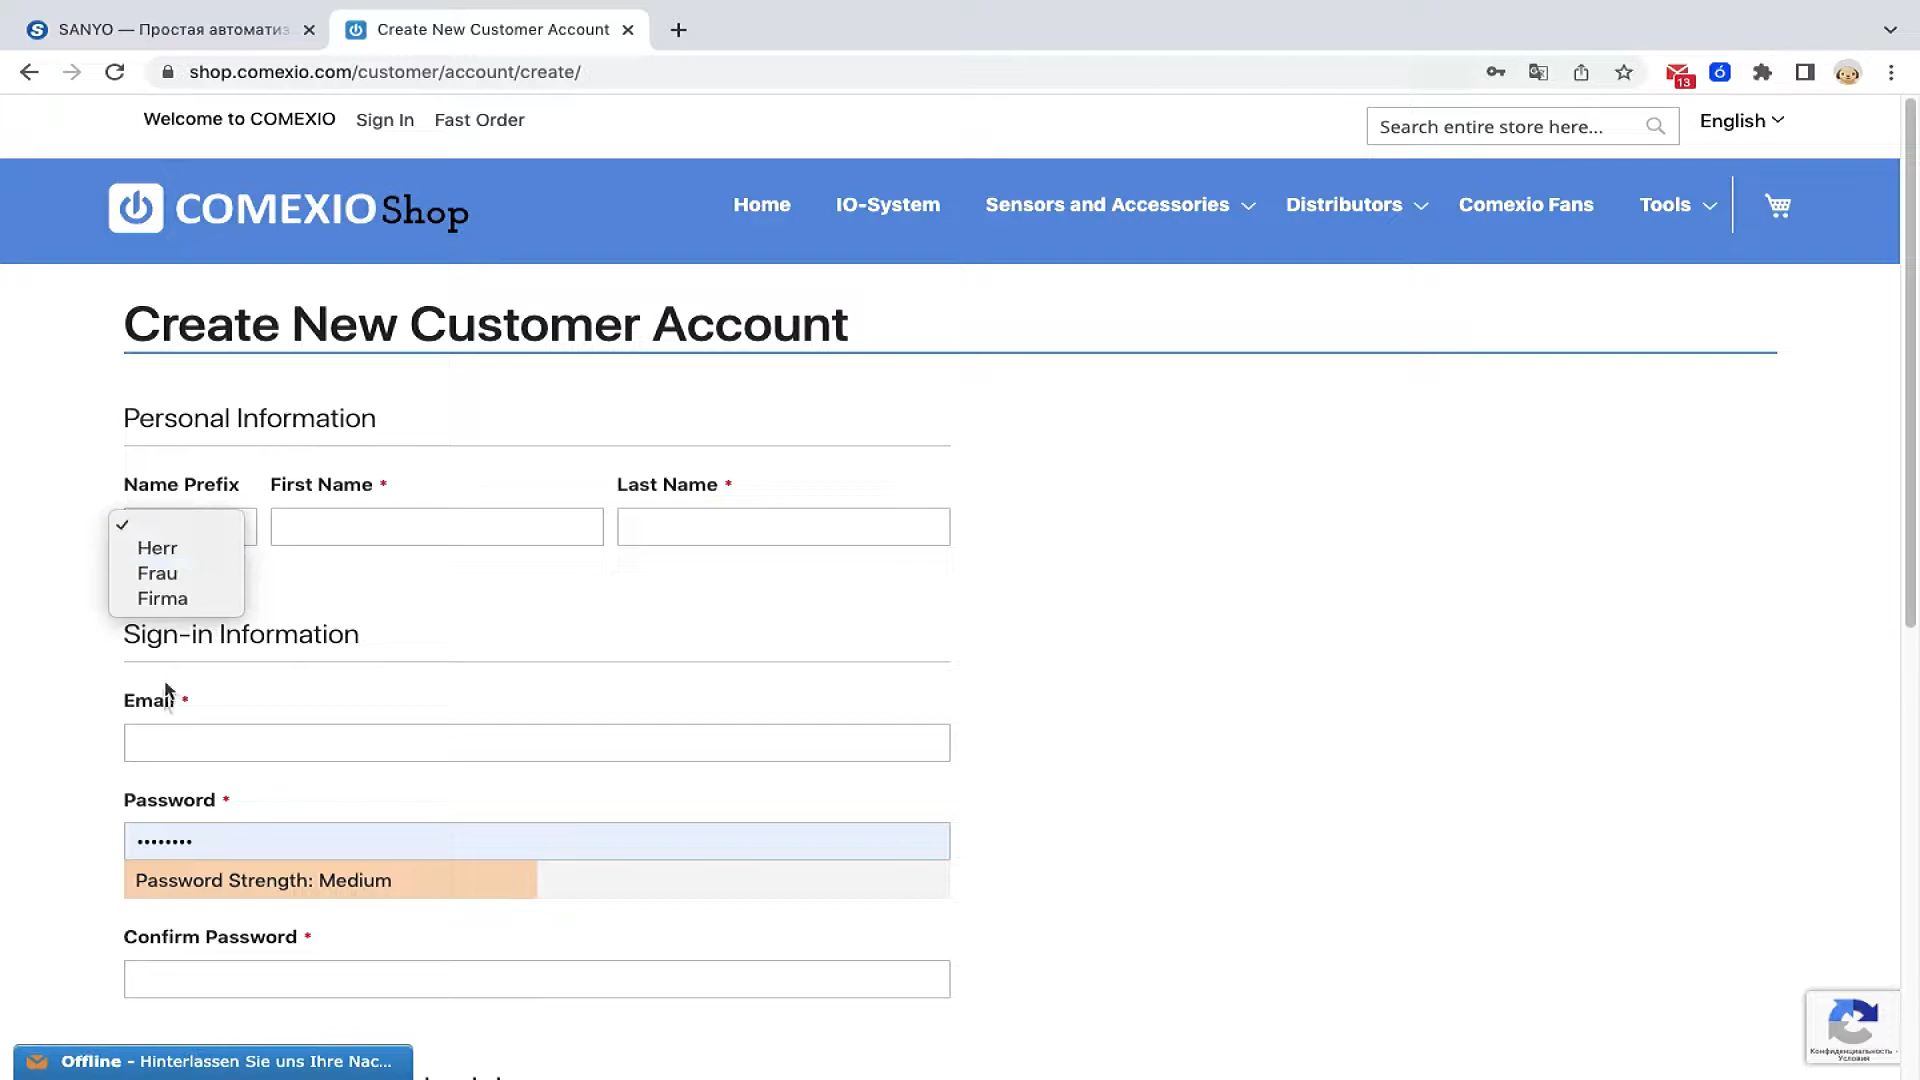 SANYO — Простая автоматиз
Create New Customer Account
shop.comexio.com/customer/account/create/
13
Welcome to COMEXIO
Sign In
Fast Order
Search entire store here...
English
COMEXIO Shop
Home
IO-System
Sensors and Accessories
Distributors
Comexio Fans
Tools
Create New Customer Account
Personal Information
Name Prefix
First Name *
Last Name *
Herr
Frau
Firma
Sign-in Information
Email *
Password *
••••••••
Password Strength: Medium
Confirm Password *
Конфиденциальность -
Условия
Offline - Hinterlassen Sie uns Ihre Nac...